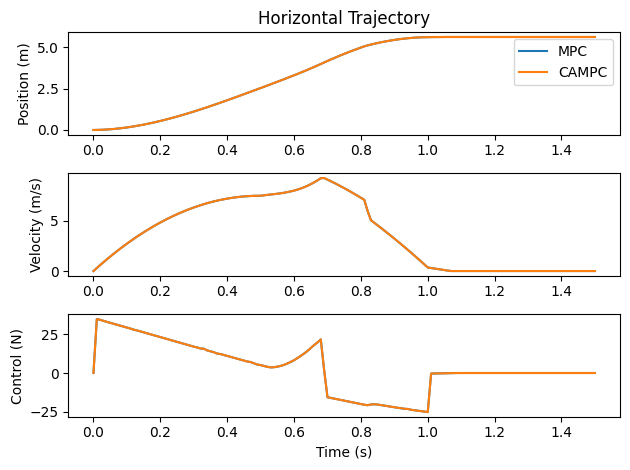 Horizontal Trajectory
Position (m)
5.0
2.5
0.0
MPC
CAMPC
0.0 0.2 0.4 0.6 0.8 1.0 1.2 1.4
Velocity (m/s)
5
0
0.0 0.2 0.4 0.6 0.8 1.0 1.2 1.4
Control (N)
25
0
−25
0.0 0.2 0.4 0.6 0.8 1.0 1.2 1.4
Time (s)